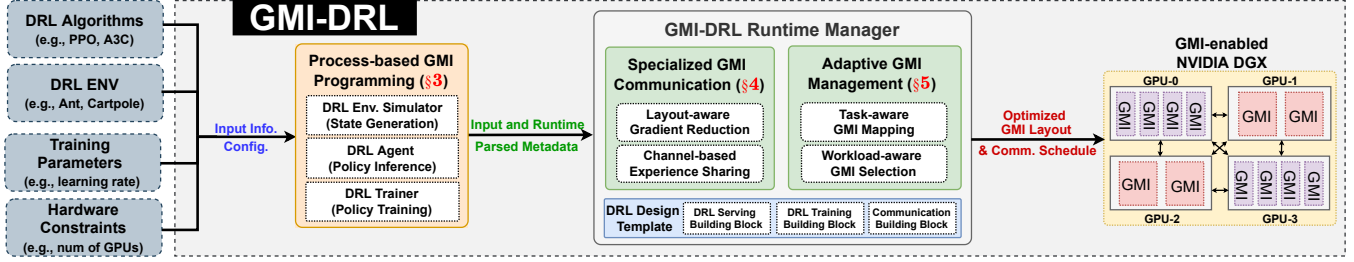 DRL Algorithms
(e.g., PPO, A3C)
DRL ENV
(e.g., Ant, Cartpole)
Training
Parameters
(e.g., learning rate)
Hardware
Constraints
(e.g., num of GPUs)
GMI-DRL
Input Info.
Config.
Process-based GMI
Programming (§3)
DRL Env. Simulator
(State Generation)
DRL Agent
(Policy Inference)
DRL Trainer
(Policy Training)
Input and Runtime
Parsed Metadata
GMI-DRL Runtime Manager
Specialized GMI
Communication (§4)
Layout-aware
Gradient Reduction
Channel-based
Experience Sharing
Adaptive GMI
Management (§5)
Task-aware
GMI Mapping
Workload-aware
GMI Selection
DRL Design
Template
DRL Serving
Building Block
DRL Training
Building Block
Communication
Building Block
Optimized
GMI Layout
& Comm. Schedule
GMI-enabled
NVIDIA DGX
GPU-0
GPU-1
GMI
GMI
GMI
GMI
GMI
GMI
GMI
GMI
GMI
GMI
GMI
GMI
GPU-2
GPU-3